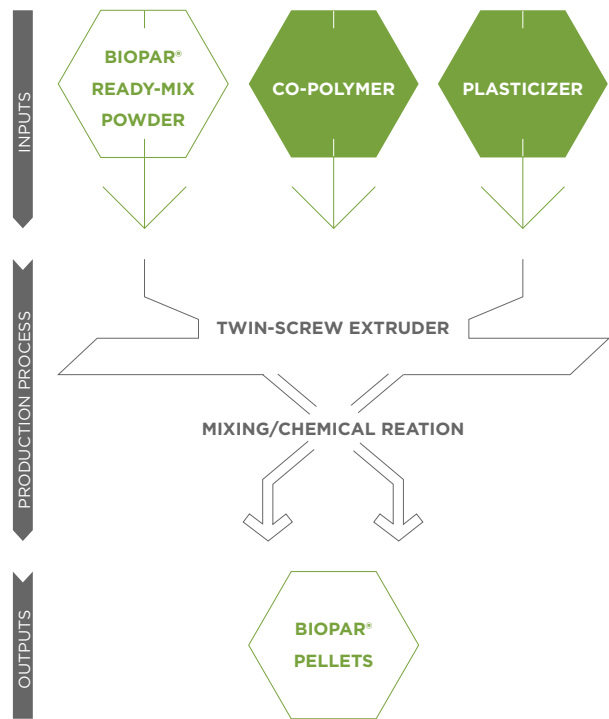 INPUTS
BIOPAR®
READY-MIX
POWDER
CO-POLYMER
PLASTICIZER
PRODUCTION PROCESS
TWIN-SCREW EXTRUDER
MIXING/CHEMICAL REATION
OUTPUTS
BIOPAR®
PELLETS